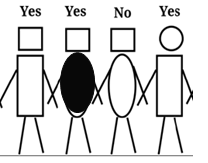 Yes Yes No Yes